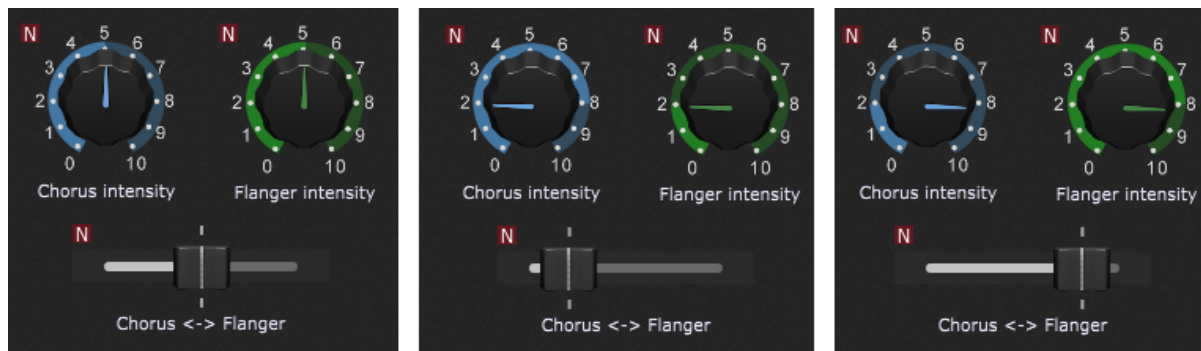 N N N N N N
4 5 6 4 5 6 4 5 6 4 5 6 4 5 6 4 5 6
3 7 3 7 3 7 3 7 3 7 3 7
2 8 2 8 2 8 2 8 2 8 2 8
1 9 1 9 1 9 1 9 1 9 1 9
0 10 0 10 0 10 0 10 0 10 0 10
Chorus intensity Flanger intensity Chorus intensity Flanger intensity Chorus intensity Flanger intensity
N N N
Chorus <-> Flanger Chorus <-> Flanger Chorus <-> Flanger